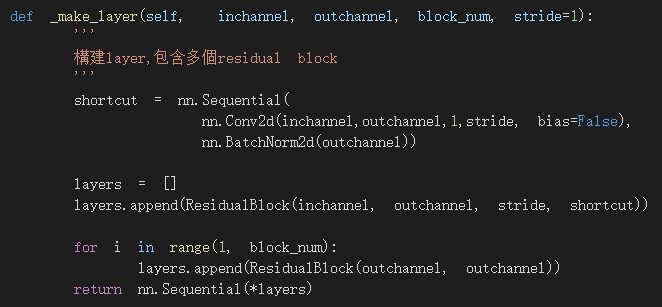 def _make_layer(self, inchannel, outchannel, block_num, stride=1):
'''
構建layer,包含多個residual block
'''
shortcut = nn.Sequential(
nn.Conv2d(inchannel,outchannel,1,stride, bias=False),
nn.BatchNorm2d(outchannel))
layers = []
layers.append(ResidualBlock(inchannel, outchannel, stride, shortcut))
for i in range(1, block_num):
layers.append(ResidualBlock(outchannel, outchannel))
return nn.Sequential(*layers)